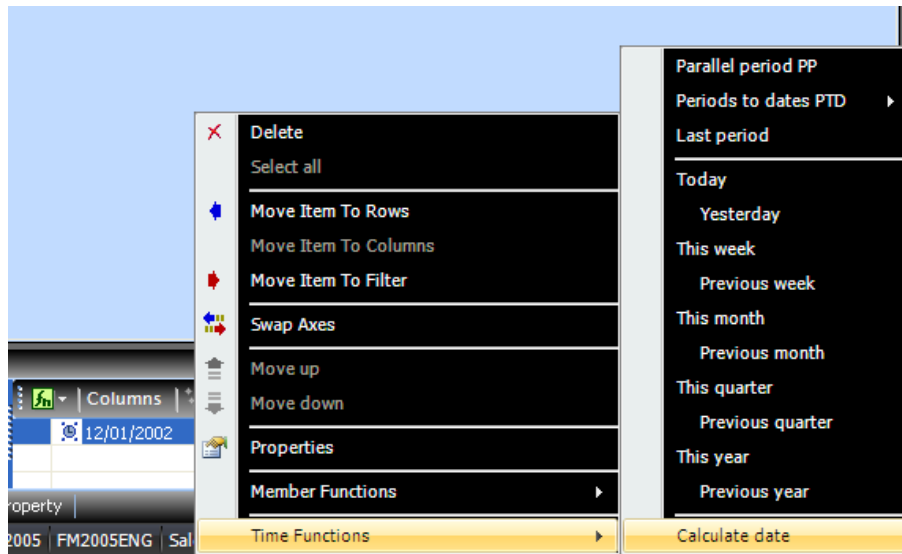 Delete
Select all
Move Item To Rows
Move Item To Columns
Move Item To Filter
Swap Axes
Move up
Move down
Properties
Member Functions
Time Functions
Parallel period PP
Periods to dates PTD
Last period
Today
Yesterday
This week
Previous week
This month
Previous month
This quarter
Previous quarter
This year
Previous year
Calculate date
Columns
12/01/2002
roperty
2005 FM2005ENG Sal